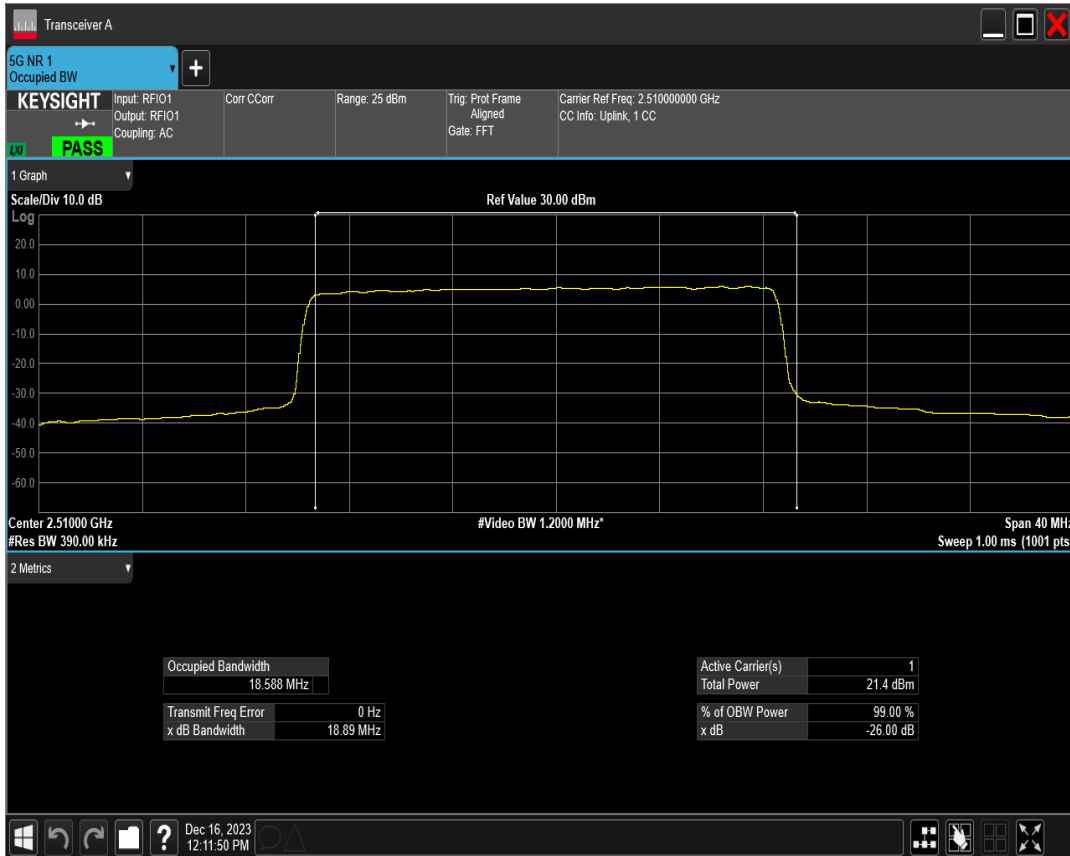 Transceiver A
5G NR 1
Occupied BW
+
KEYSIGHT
LXI
PASS
Input: RFIO1
Output: RFIO1
Coupling: AC
Corr CCorr
Range: 25 dBm
Trig: Prot Frame
Aligned
Gate: FFT
Carrier Ref Freq: 2.510000000 GHz
CC Info: Uplink, 1 CC
1 Graph
Scale/Div 10.0 dB
Ref Value 30.00 dBm
Log
20.0
10.0
0.00
-10.0
-20.0
-30.0
-40.0
-50.0
-60.0
Center 2.51000 GHz
#Video BW 1.2000 MHz*
Span 40 MHz
#Res BW 390.00 kHz
Sweep 1.00 ms (1001 pts
2 Metrics
Occupied Bandwidth
18.588 MHz
Transmit Freq Error 0 Hz
x dB Bandwidth 18.89 MHz
Active Carrier(s) 1
Total Power 21.4 dBm
% of OBW Power 99.00 %
x dB -26.00 dB
?
Dec 16, 2023
12:11:50 PM